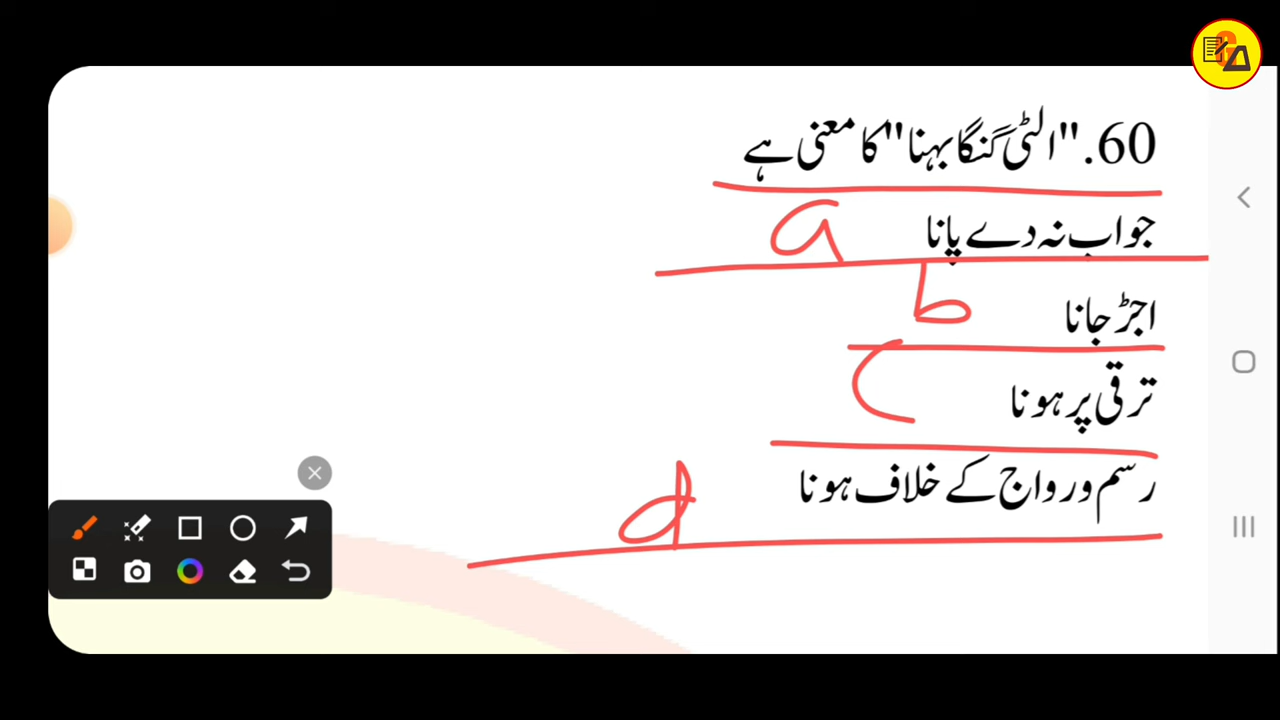 60. "الٹی گنگا بہنا" کا معنی ہے
جواب نہ دے پانا a
اجڑ جانا b
ترقی پر ہونا c
رسم ورواج کے خلاف ہونا d